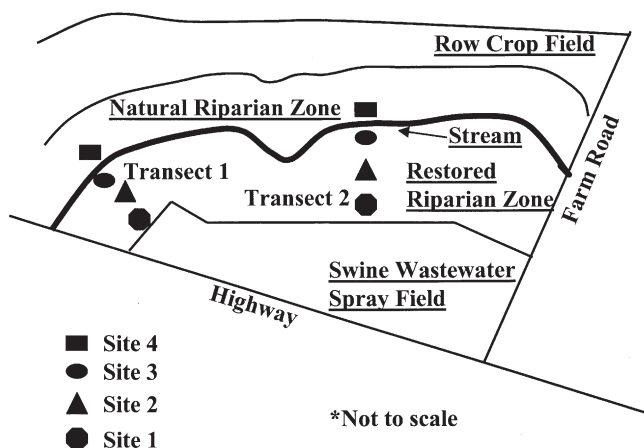 Row Crop Field
Natural Riparian Zone
Stream
Transect 1
Transect 2
Restored
Riparian Zone
Farm Road
Swine Wastewater
Spray Field
Highway
Site 4
Site 3
Site 2
Site 1
*Not to scale